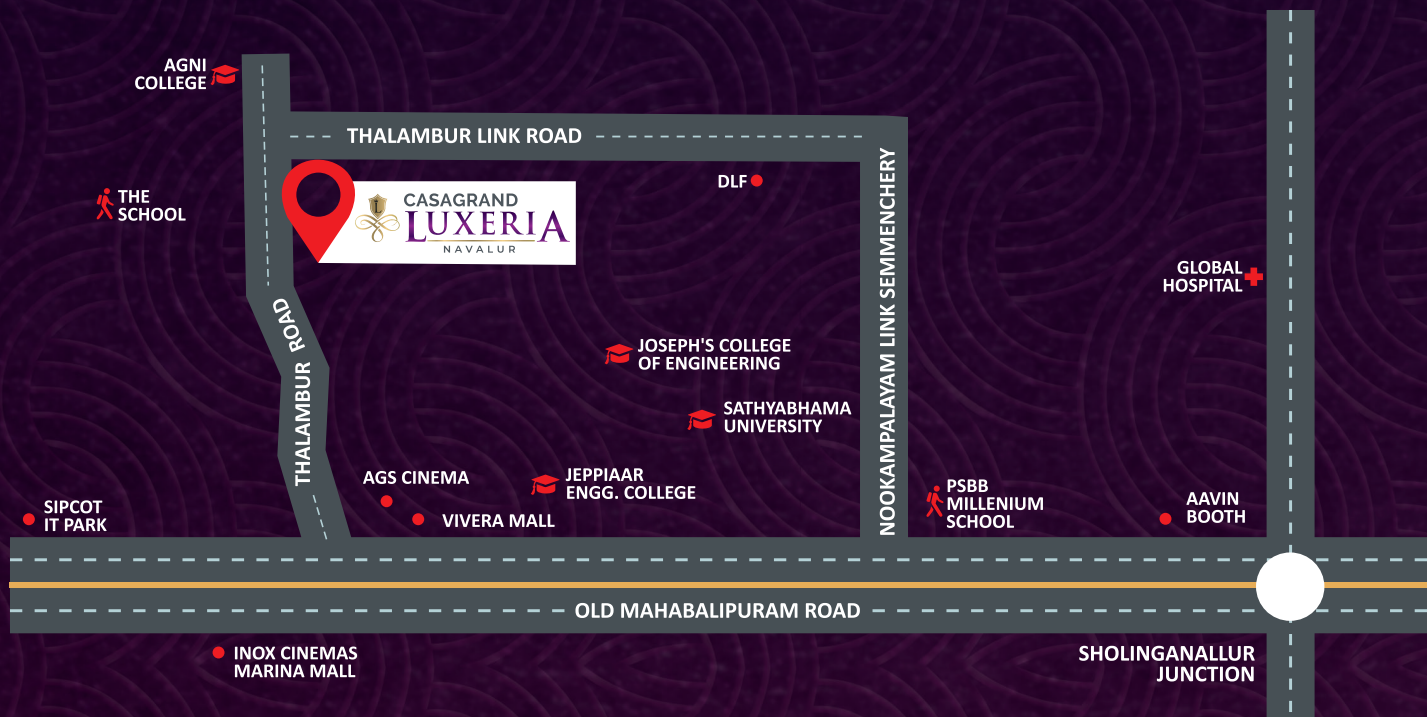 AGNI
COLLEGE
THALAMBUR LINK ROAD
THE
SCHOOL
L
CASAGRAND
LUXERIA
NAVALUR
DLF
NOOKAMPALAYAM LINK SEMMENCHERY
GLOBAL
HOSPITAL
THALAMBUR ROAD
JOSEPH'S COLLEGE
OF ENGINEERING
SATHYABHAMA
UNIVERSITY
AGS CINEMA
JEPPIAAR
ENGG. COLLEGE
VIVERA MALL
SIPCOT
IT PARK
PSBB
MILLENIUM
SCHOOL
AAVIN
BOOTH
OLD MAHABALIPURAM ROAD
INOX CINEMAS
MARINA MALL
SHOLINGANALLUR
JUNCTION